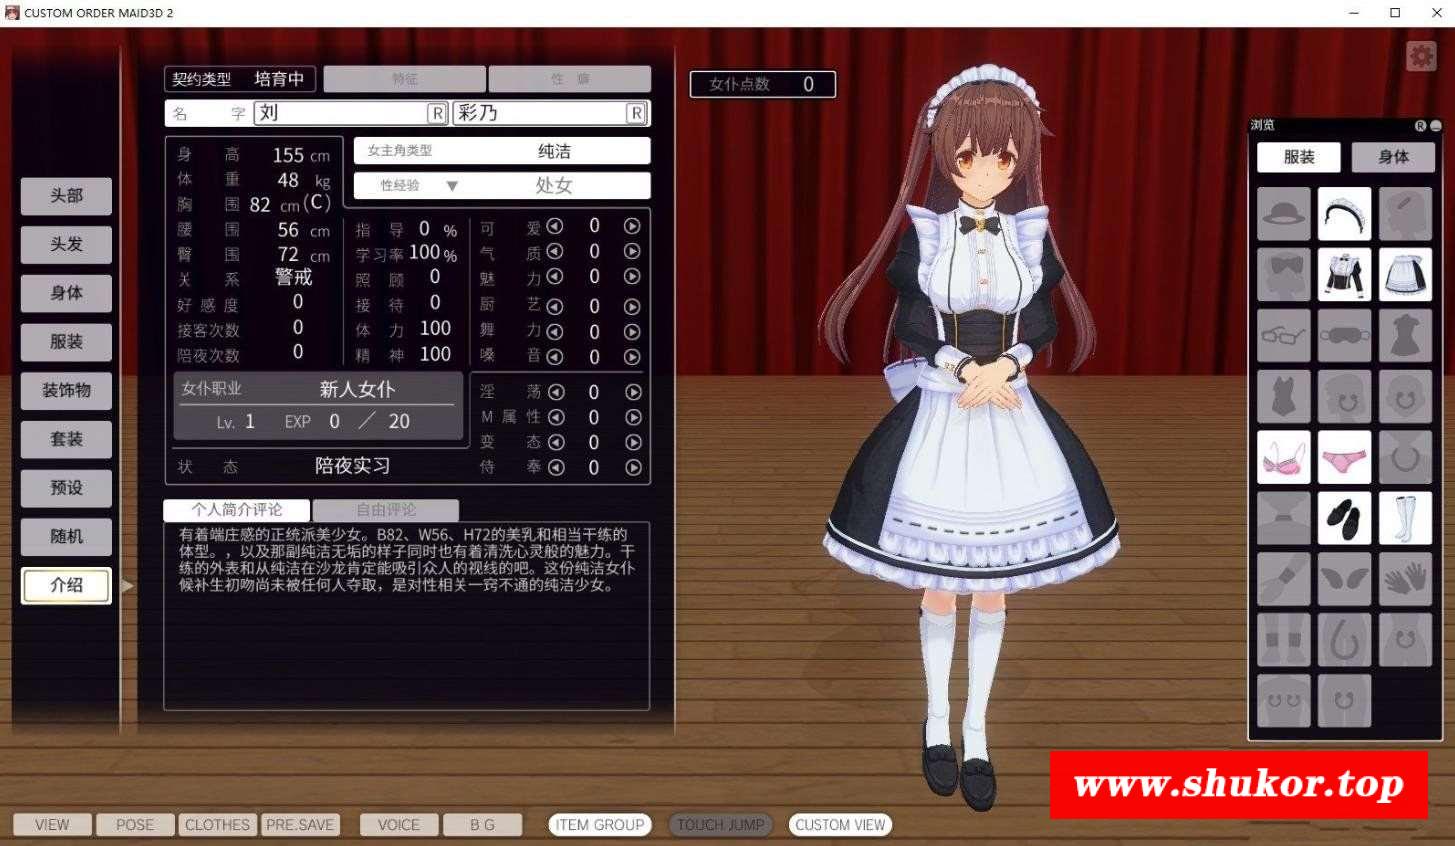 CUSTOM ORDER MAID3D 2
契约类型 培育中 特征 性 癖
女仆点数 0
名 字 刘 R 彩乃 R
浏览 R
身 高 155 cm 女主角类型 纯洁
服装 身体
体 重 48 kg 性经验 ▼ 处女
胸 围 82 cm (C)
头部
腰 围 56 cm 指 导 0 % 可 爱 0
头发
臀 围 72 cm 学习率 100 % 气 质 0
关 系 警戒 照 顾 0 魅 力 0
身体
好 感 度 0 接 待 0 厨 艺 0
接客次数 0 体 力 100 舞 力 0
服装
陪夜次数 0 精 神 100 嗓 音 0
装饰物
女仆职业 新人女仆 淫 荡 0
Lv. 1 EXP 0 / 20 M 属 性 0
套装
变 态 0
状 态 陪夜实习 侍 奉 0
预设
个人简介评论 自由评论
随机
有着端庄感的正统派美少女。B82、W56、H72的美乳和相当干练的
体型。，以及那副纯洁无垢的样子同时也有着清洗心灵般的魅力。干
练的外表和从纯洁在沙龙肯定能吸引众人的视线的吧。这份纯洁女仆
候补生初吻尚未被任何人夺取，是对性相关一窍不通的纯洁少女。
介绍
www.shukor.top
VIEW POSE CLOTHES PRE.SAVE VOICE B G ITEM GROUP TOUCH JUMP CUSTOM VIEW